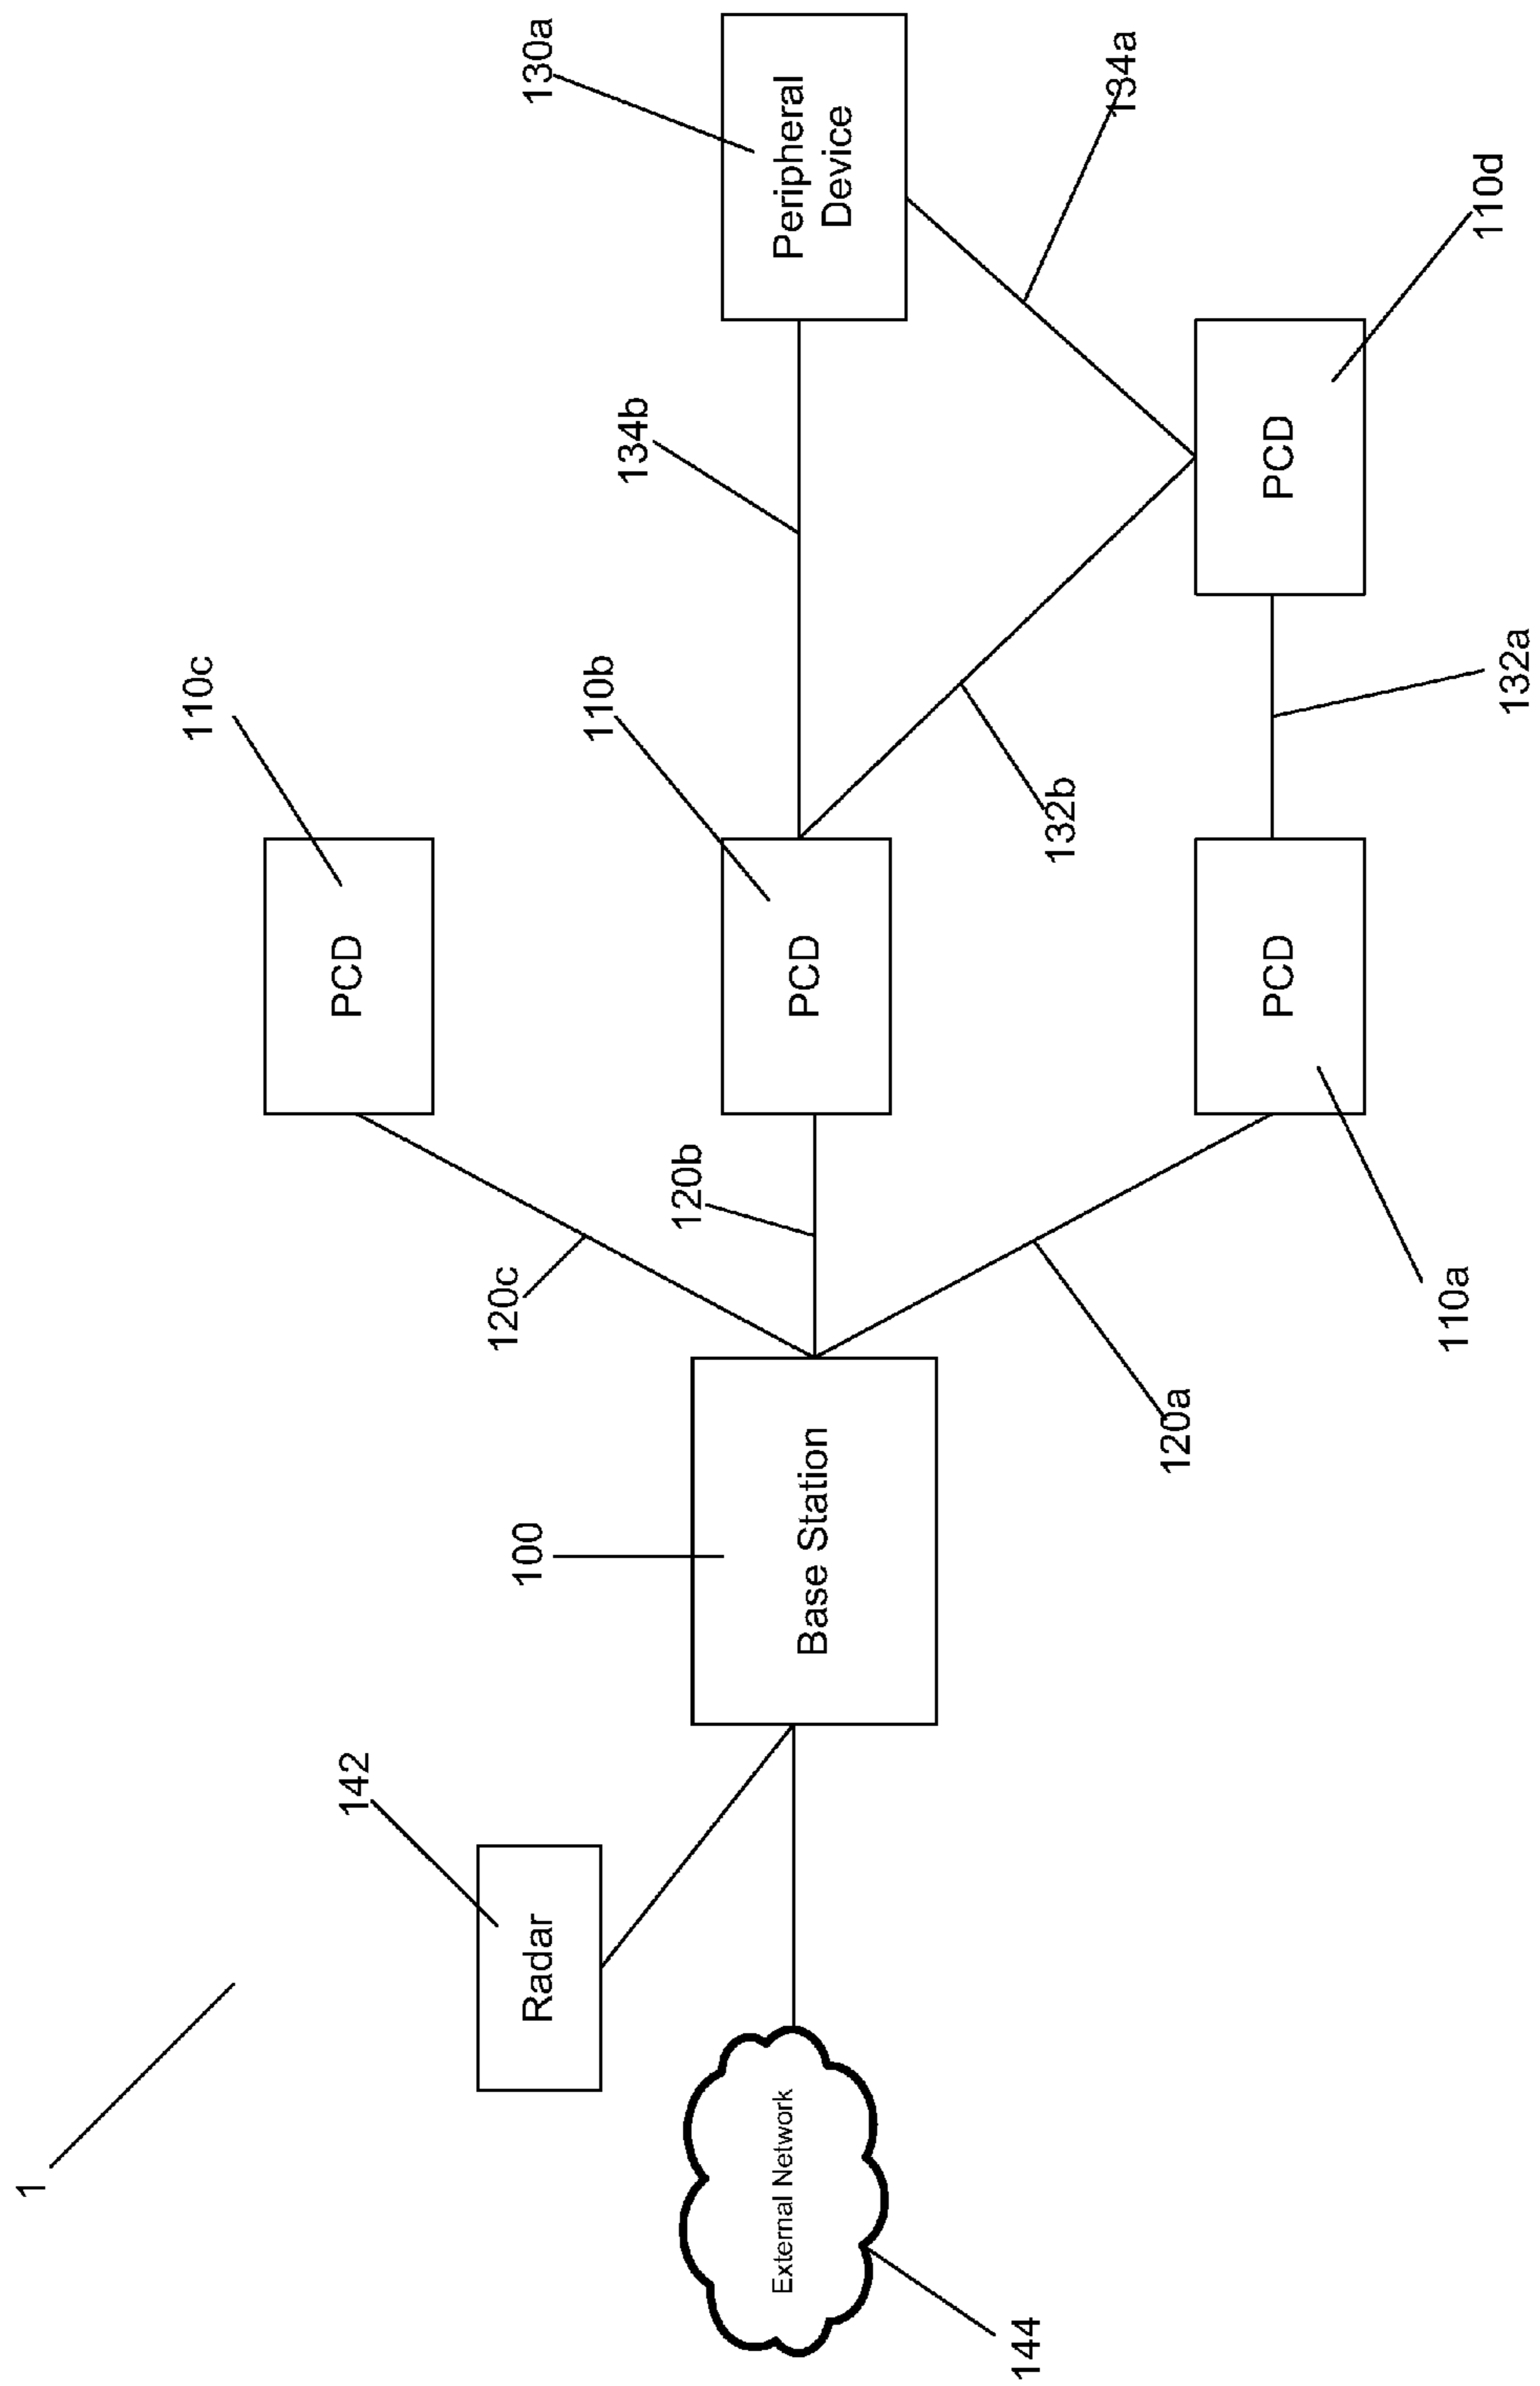 1
110c
PCD
142
120c
130a
Radar
100
120b
110b
134b
Peripheral
Device
External Network
Base Station
PCD
144
120a
132b
134a
PCD
PCD
110a
132a
110d